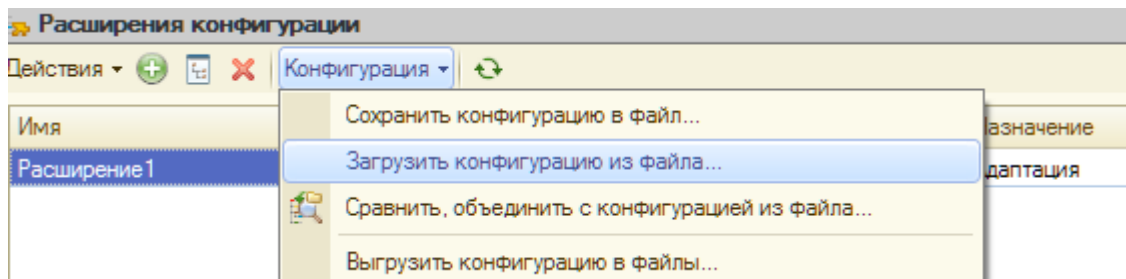 Расширения конфигурации
Действия
Конфигурация
Имя
Расширение1
Сохранить конфигурацию в файл...
Загрузить конфигурацию из файла...
Сравнить, объединить с конфигурацией из файла...
Выгрузить конфигурацию в файлы...
Назначение
Адаптация